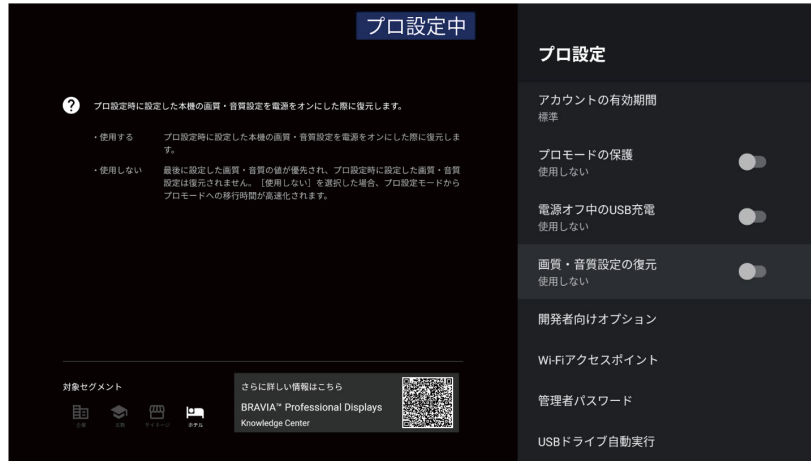 プロ設定中
プロ設定時に設定した本機の画質・音質設定を電源をオンにした際に復元します。
・使用する
プロ設定時に設定した本機の画質・音質設定を電源をオンにした際に復元しま
す。
・使用しない
最後に設定した画質・音質の値が優先され、プロ設定時に設定した画質・音質
設定は復元されません。［使用しない］を選択した場合、プロ設定モードから
プロモードへの移行時間が高速化されます。
対象セグメント
ホテル
さらに詳しい情報はこちら
BRAVIA™ Professional Displays
Knowledge Center
プロ設定
アカウントの有効期間
標準
プロモードの保護
使用しない
電源オフ中のUSB充電
使用しない
画質・音質設定の復元
使用しない
開発者向けオプション
Wi-Fiアクセスポイント
管理者パスワード
USBドライブ自動実行